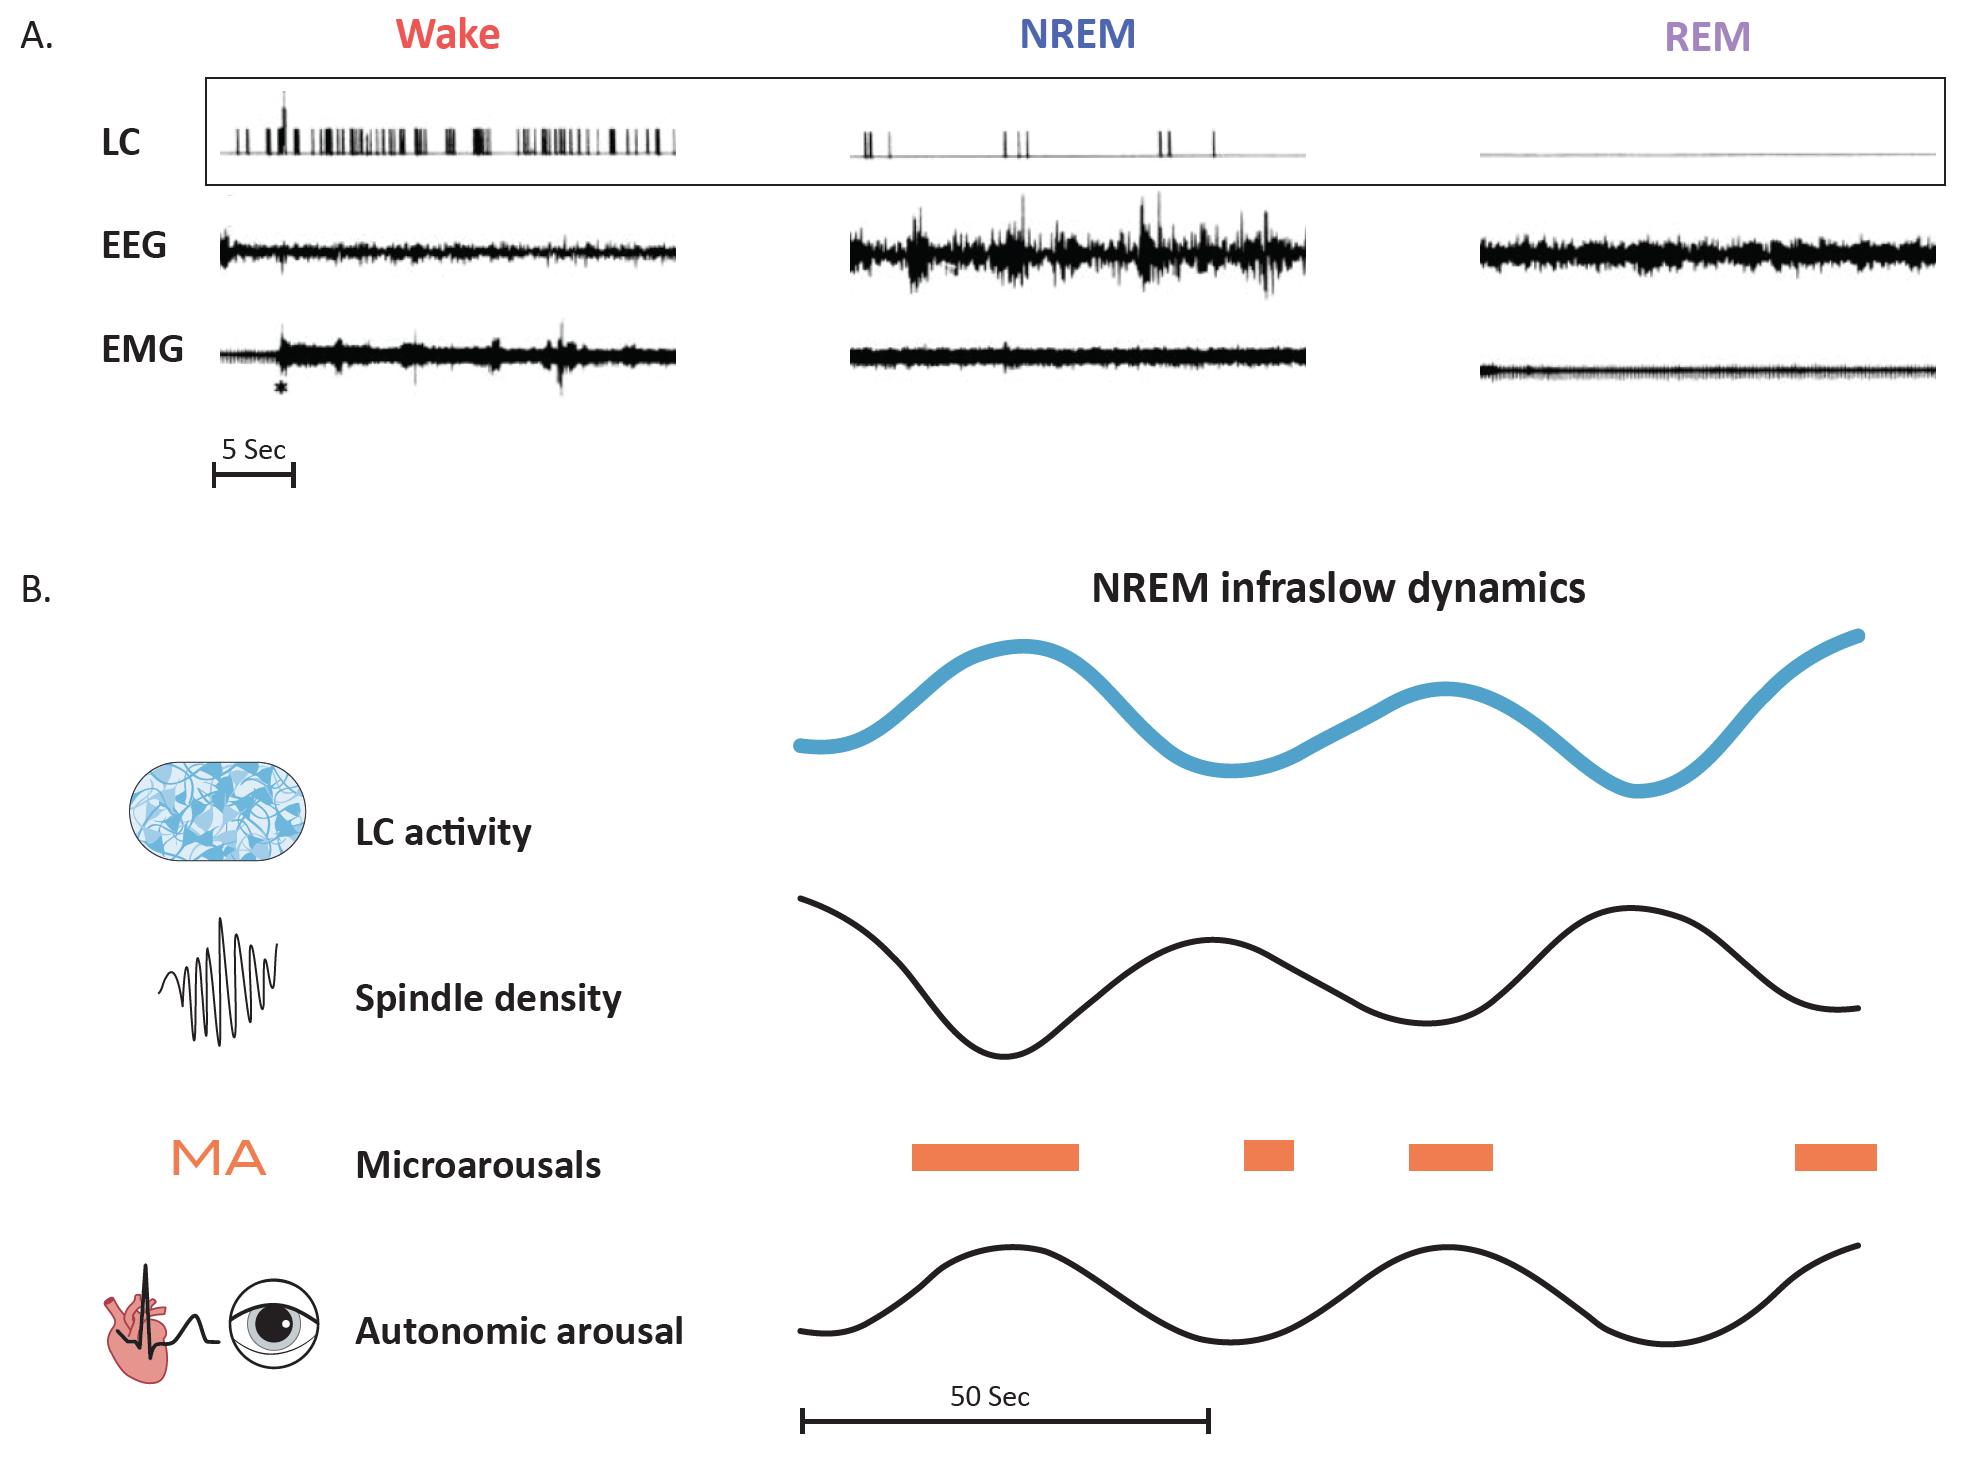 A.
Wake
NREM
REM
LC
EEG
EMG
*
5 Sec
B.
NREM infraslow dynamics
LC activity
Spindle density
MA
Microarousals
Autonomic arousal
50 Sec